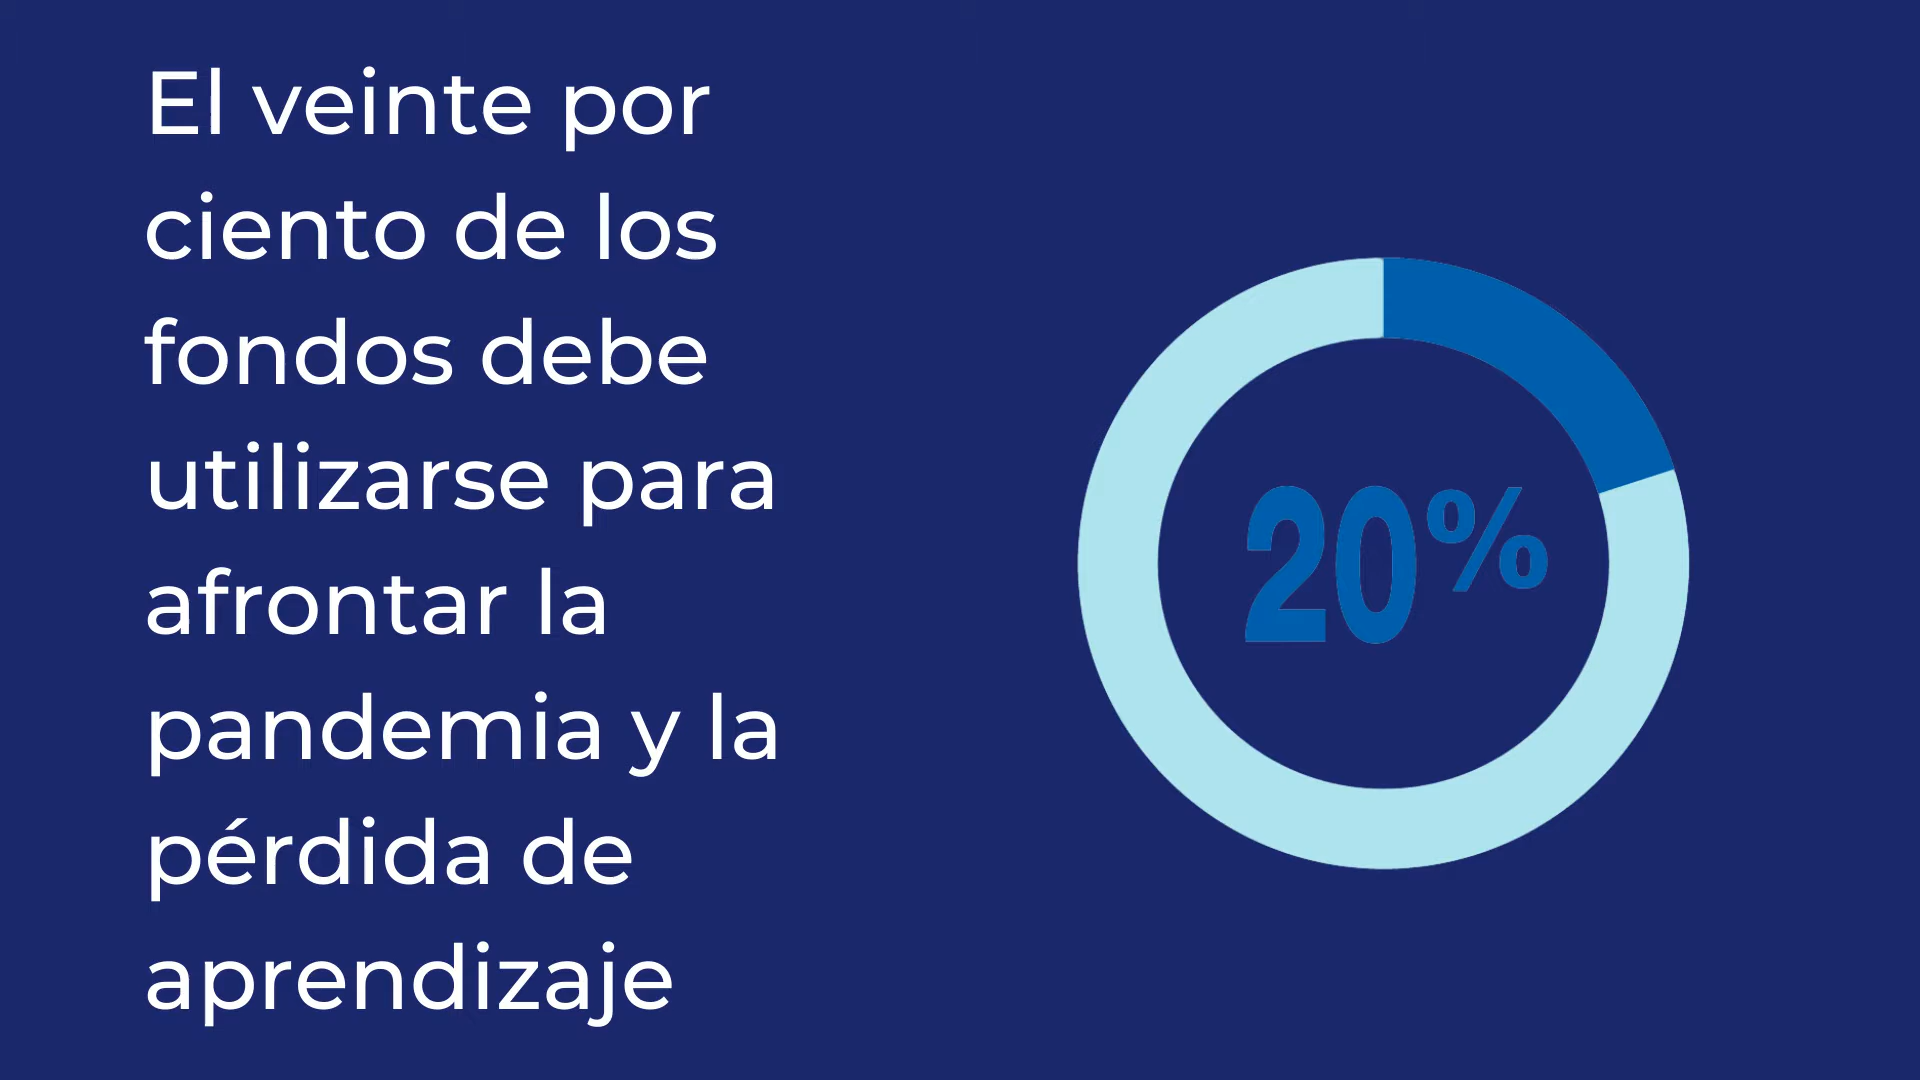 El veinte por
ciento de los
fondos debe
utilizarse para
afrontar la
pandemia y la
pérdida de
aprendizaje
20%